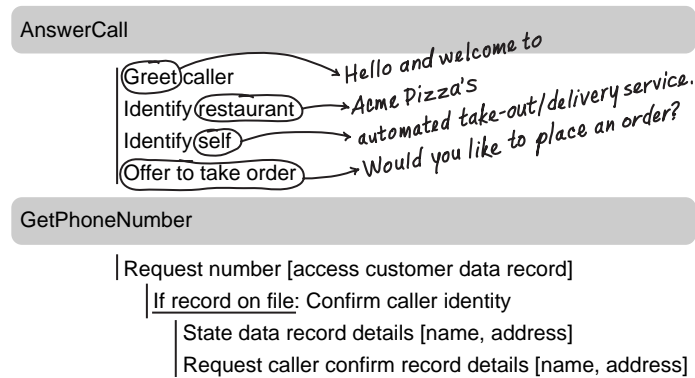 AnswerCall
Greet caller Hello and welcome to
Identify restaurant Acme Pizza's
Identify self automated take-out/delivery service.
Offer to take order Would you like to place an order?
GetPhoneNumber
Request number [access customer data record]
If record on file: Confirm caller identity
State data record details [name, address]
Request caller confirm record details [name, address]